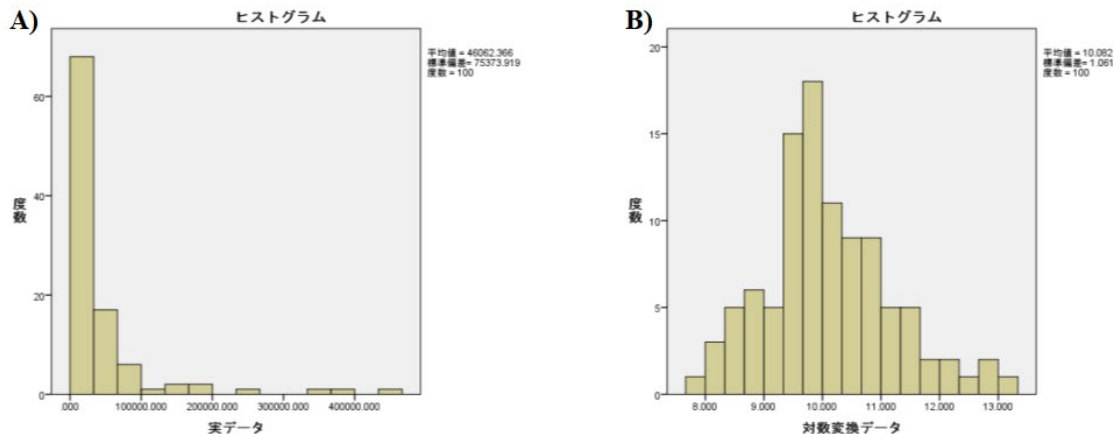 A)
ヒストグラム
平均値 = 46062.366
標準偏差= 75373.919
度数 = 100
60
40
20
0
度数
.000 100000.000 200000.000 300000.000 400000.000
実データ
B)
ヒストグラム
平均値 = 10.082
標準偏差 = 1.061
度数 = 100
20
15
10
5
0
度数
8.000 9.000 10.000 11.000 12.000 13.000
対数変換データ